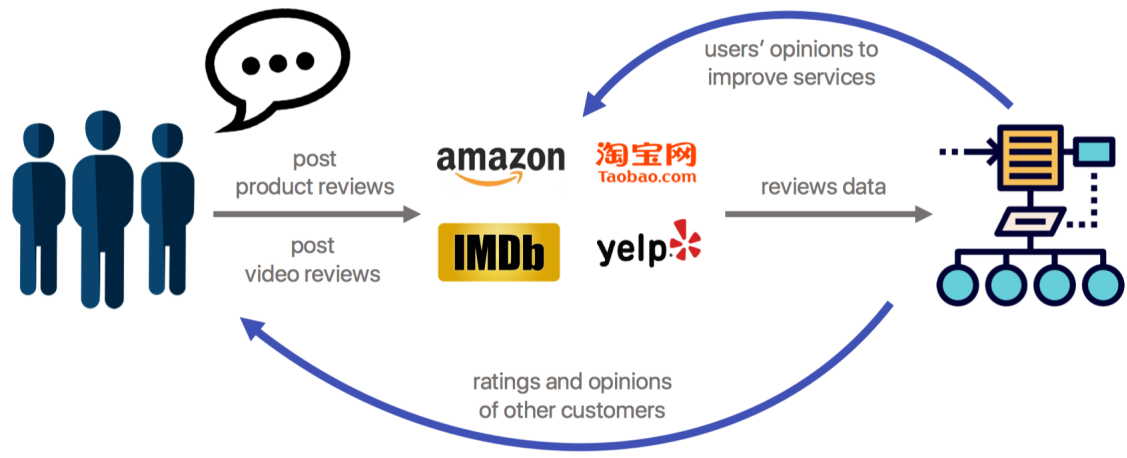 users’ opinions to
improve services
post
product reviews
post
video reviews
amazon
淘宝网
Taobao.com
IMDb
yelp
reviews data
ratings and opinions
of other customers